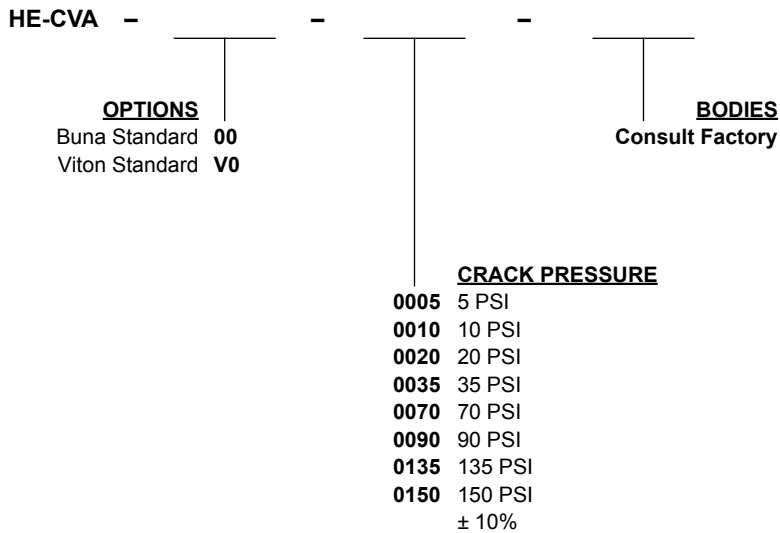 HE-CVA – – –
OPTIONS
Buna Standard 00
Viton Standard V0
BODIES
Consult Factory
CRACK PRESSURE
0005 5 PSI
0010 10 PSI
0020 20 PSI
0035 35 PSI
0070 70 PSI
0090 90 PSI
0135 135 PSI
0150 150 PSI
± 10%